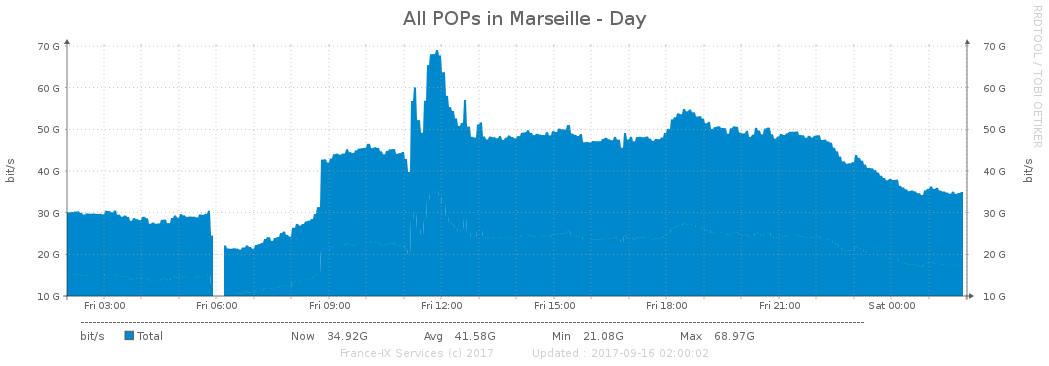 All POPs in Marseille - Day
RRDTOOL / TOBI OETIKER
70 G 70 G
60 G 60 G
50 G 50 G
40 G 40 G
30 G 30 G
20 G 20 G
10 G 10 G
bit/s bit/s
Fri 03:00 Fri 06:00 Fri 09:00 Fri 12:00 Fri 15:00 Fri 18:00 Fri 21:00 Sat 00:00
bit/s Total Now 34.92G Avg 41.58G Min 21.08G Max 68.97G
France-IX Services (c) 2017 Updated : 2017-09-16 02:00:02